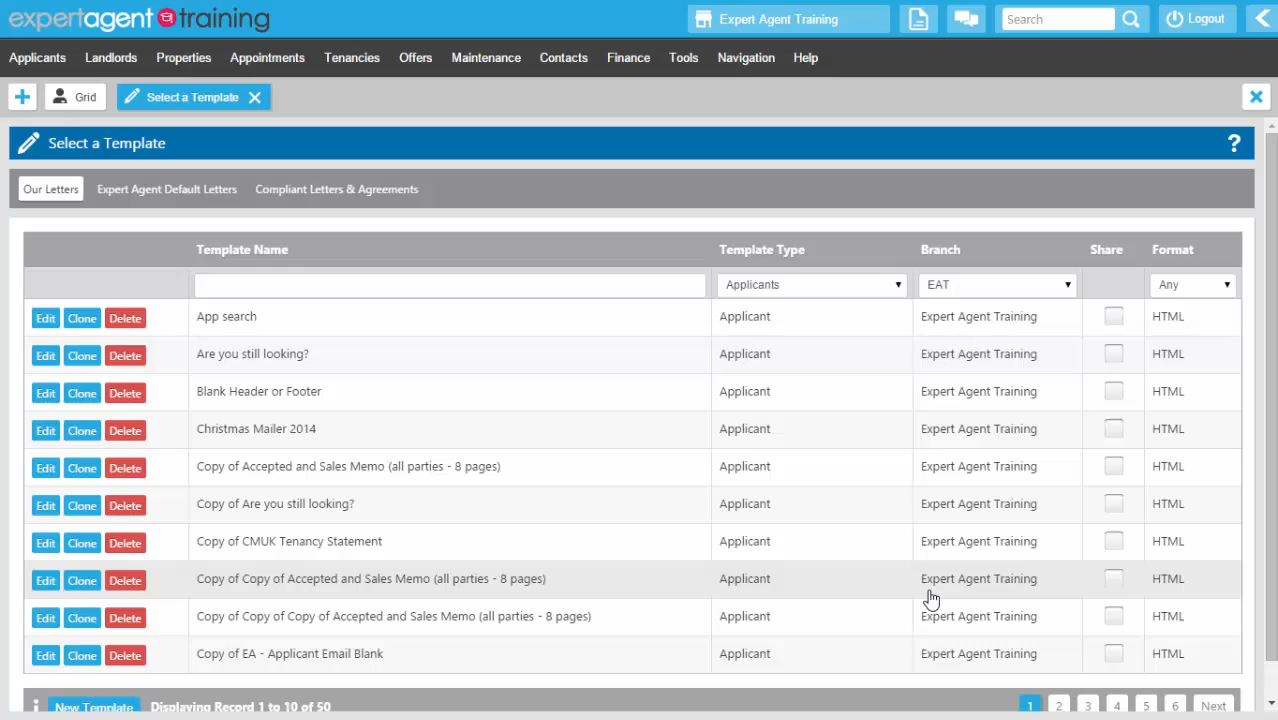 expertagent training Expert Agent Training Search Logout
Applicants Landlords Properties Appointments Tenancies Offers Maintenance Contacts Finance Tools Navigation Help
Grid Select a Template
Select a Template ?
Our Letters Expert Agent Default Letters Compliant Letters & Agreements
Template Name Template Type Branch Share Format
Applicants EAT Any
Edit Clone Delete App search Applicant Expert Agent Training HTML
Edit Clone Delete Are you still looking? Applicant Expert Agent Training HTML
Edit Clone Delete Blank Header or Footer Applicant Expert Agent Training HTML
Edit Clone Delete Christmas Mailer 2014 Applicant Expert Agent Training HTML
Edit Clone Delete Copy of Accepted and Sales Memo (all parties - 8 pages) Applicant Expert Agent Training HTML
Edit Clone Delete Copy of Are you still looking? Applicant Expert Agent Training HTML
Edit Clone Delete Copy of CMUK Tenancy Statement Applicant Expert Agent Training HTML
Edit Clone Delete Copy of Copy of Accepted and Sales Memo (all parties - 8 pages) Applicant Expert Agent Training HTML
Edit Clone Delete Copy of Copy of Copy of Accepted and Sales Memo (all parties - 8 pages) Applicant Expert Agent Training HTML
Edit Clone Delete Copy of EA - Applicant Email Blank Applicant Expert Agent Training HTML
i New Template Displaying Record 1 to 10 of 50 1 2 3 4 5 6 Next